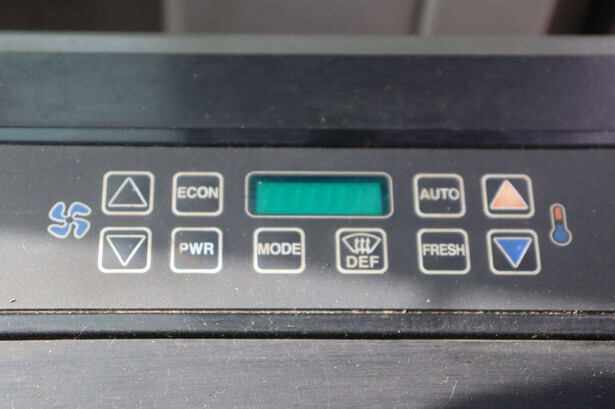 ECON
AUTO
PWR
MODE
DEF
FRESH